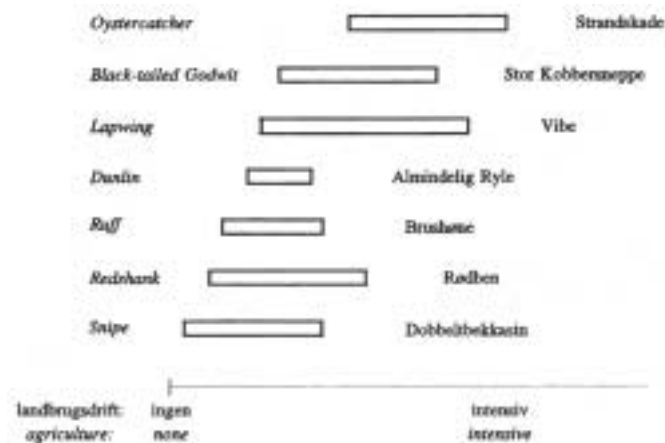 Oystercatcher Strandskade
Black-tailed Godwit Stor Kobbersneppe
Lapwing Vibe
Dunlin Almindelig Ryle
Ruff Brushøne
Redshank Rødben
Snipe Dobbeltbekkasin
landbrugsdrift: ingen intensiv
agriculture: none intensive